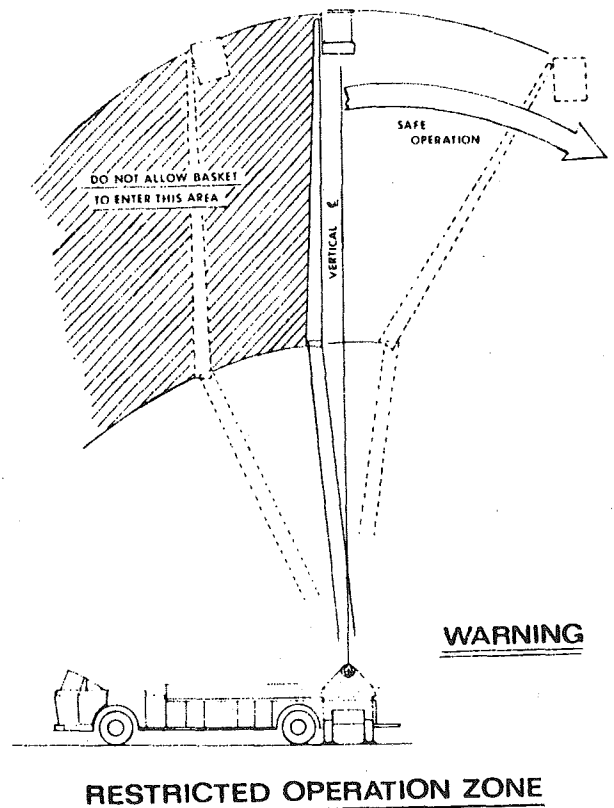 SAFE
OPERATION
DO NOT ALLOW BASKET
TO ENTER THIS AREA
VERTICAL ℄
WARNING
RESTRICTED OPERATION ZONE